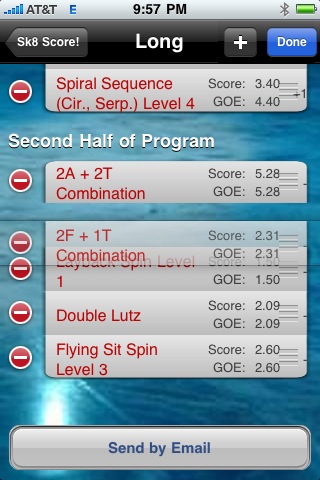 AT&T E 9:57 PM
Sk8 Score! Long + Done
Spiral Sequence Score: 3.40
(Cir., Serp.) Level 4 GOE: 4.40 +1
Second Half of Program
2A + 2T Score: 5.28
Combination GOE: 5.28
2F + 1T Score: 2.31
Combination GOE: 2.31
Layback Spin Level Score: 1.50
1 GOE: 1.50
Double Lutz Score: 2.09
GOE: 2.09
Flying Sit Spin Score: 2.60
Level 3 GOE: 2.60
Send by Email